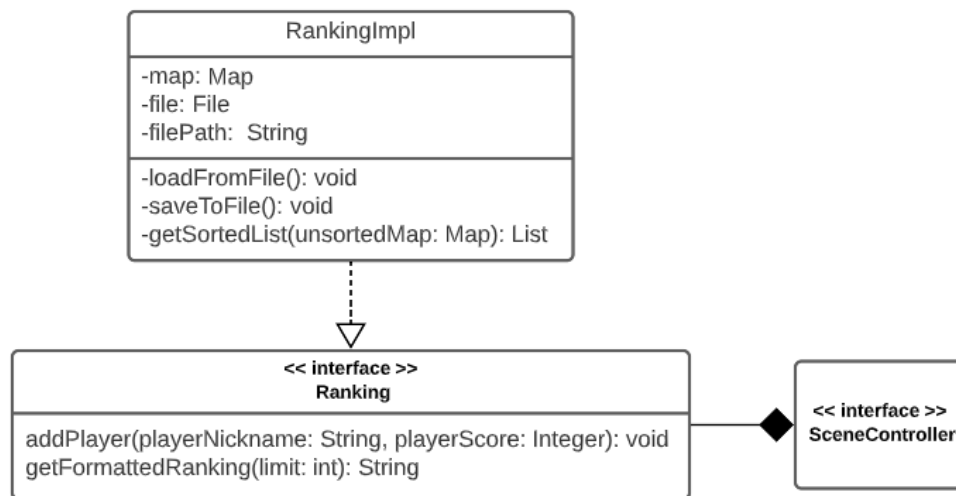 RankingImpl
-map: Map
-file: File
-filePath: String
-loadFromFile(): void
-saveToFile(): void
-getSortedList(unsortedMap: Map): List
<< interface >>
Ranking
addPlayer(playerNickname: String, playerScore: Integer): void
getFormattedRanking(limit: int): String
<< interface >>
SceneController